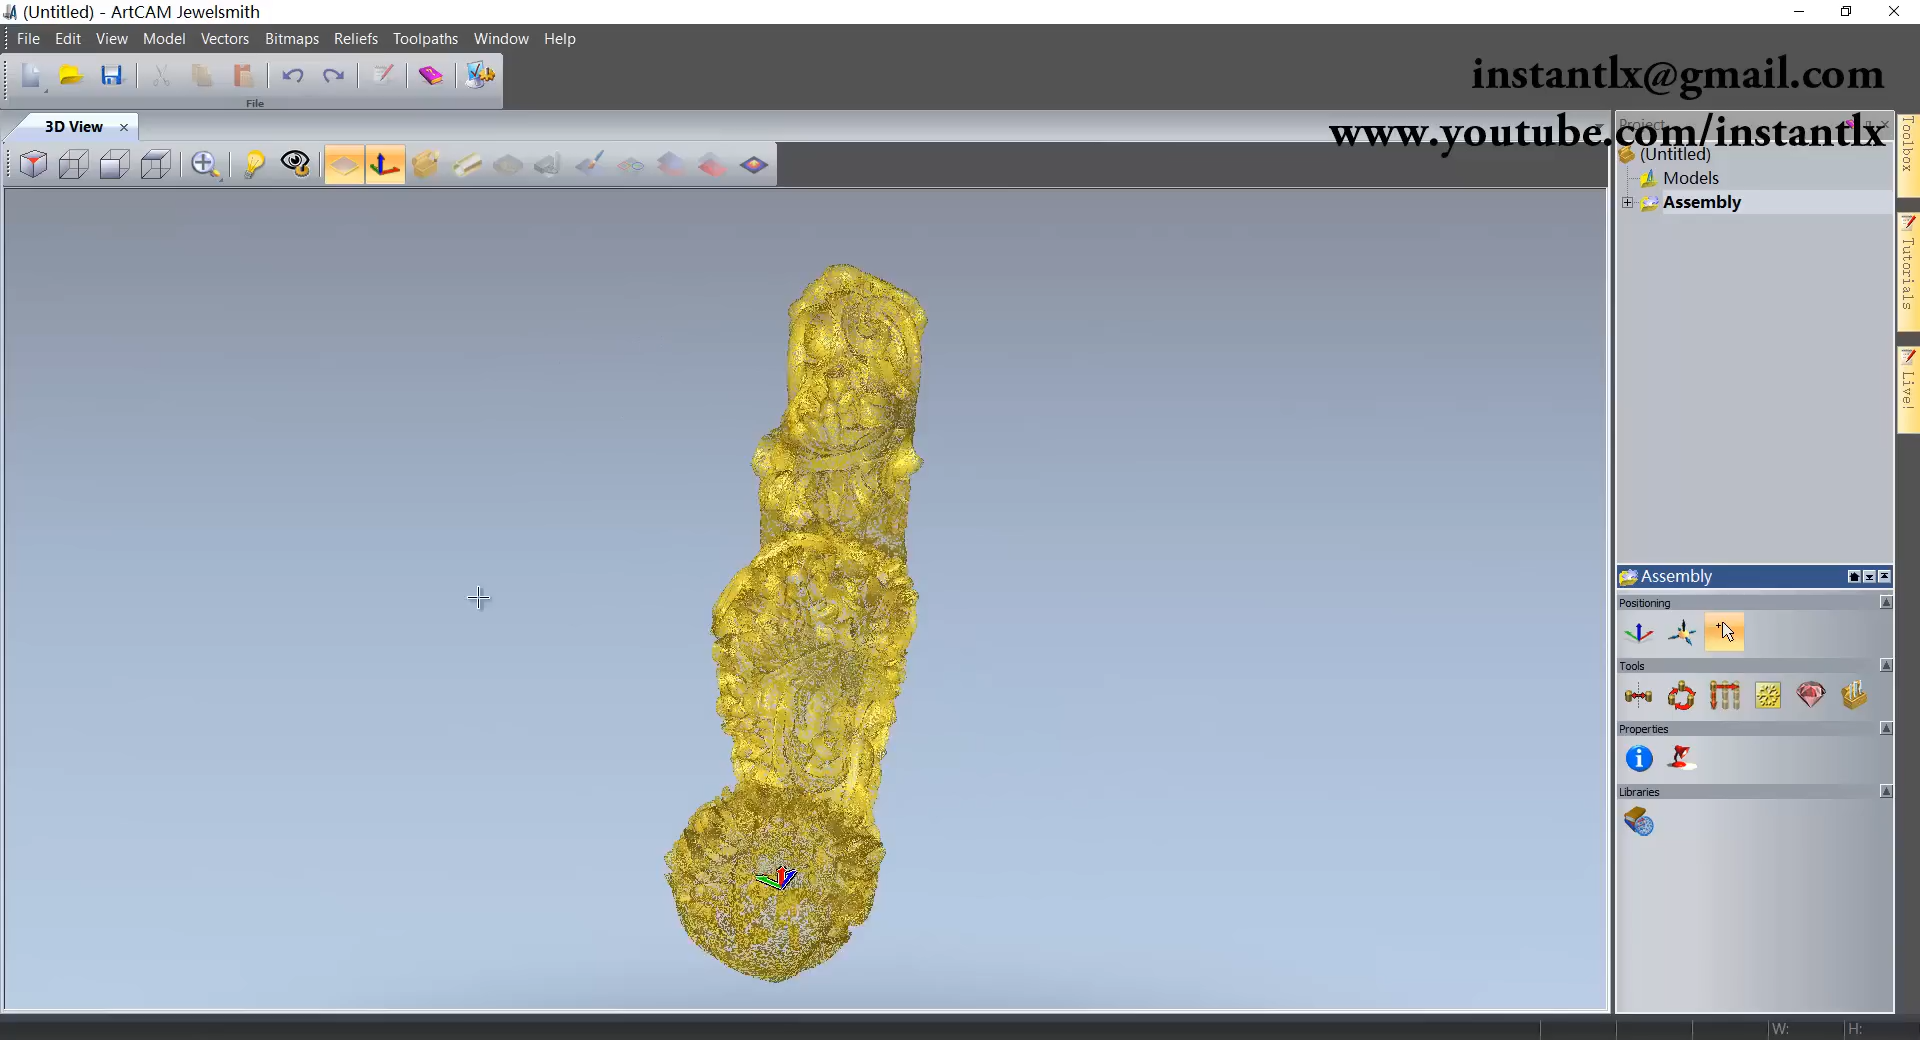 (Untitled) - ArtCAM Jewelsmith
File Edit View Model Vectors Bitmaps Reliefs Toolpaths Window Help
instantlx@gmail.com
File
3D View
www.youtube.com/instantlx
Project
(Untitled)
Models
Assembly
Toolbox
Tutorials
Live!
Assembly
Positioning
Tools
Properties
Libraries
W: H: